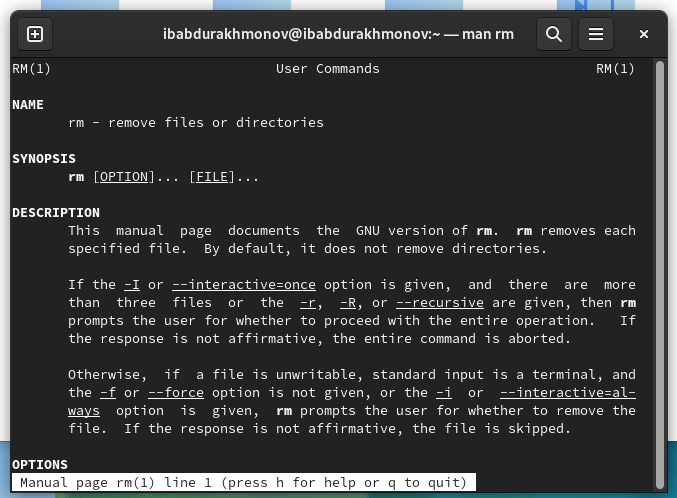 ibabdurakhmonov@ibabdurakhmonov:~ — man rm
RM(1) User Commands RM(1)
NAME
rm - remove files or directories
SYNOPSIS
rm [OPTION]... [FILE]...
DESCRIPTION
This manual page documents the GNU version of rm. rm removes each
specified file. By default, it does not remove directories.
If the -I or --interactive=once option is given, and there are more
than three files or the -r, -R, or --recursive are given, then rm
prompts the user for whether to proceed with the entire operation. If
the response is not affirmative, the entire command is aborted.
Otherwise, if a file is unwritable, standard input is a terminal, and
the -f or --force option is not given, or the -i or --interactive=al-
ways option is given, rm prompts the user for whether to remove the
file. If the response is not affirmative, the file is skipped.
OPTIONS
Manual page rm(1) line 1 (press h for help or q to quit)